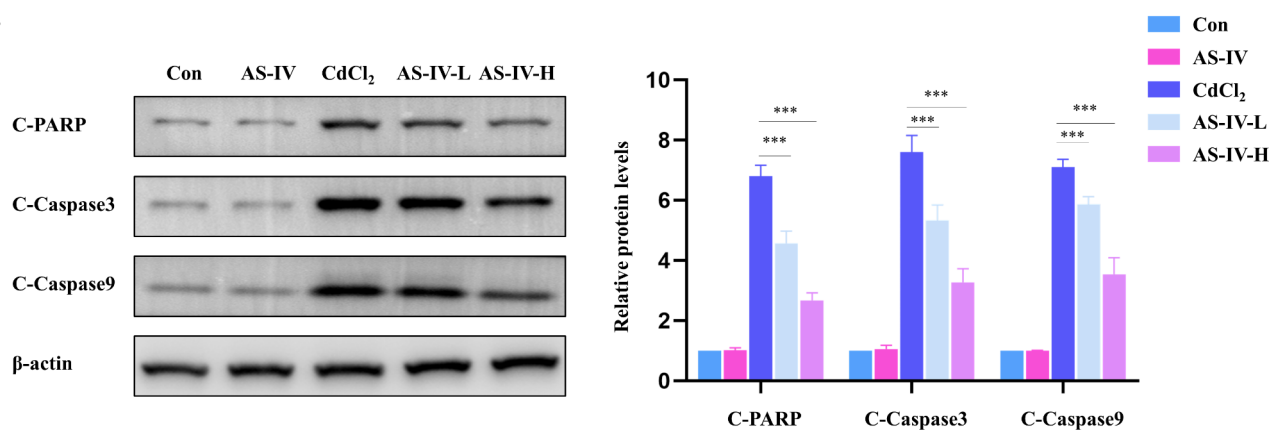 Con AS-IV CdCl₂ AS-IV-L AS-IV-H
C-PARP
C-Caspase3
C-Caspase9
β-actin
Con
AS-IV
CdCl₂
AS-IV-L
AS-IV-H
Relative protein levels
10
8
6
4
2
0
*** ***
*** ***
*** ***
C-PARP C-Caspase3 C-Caspase9